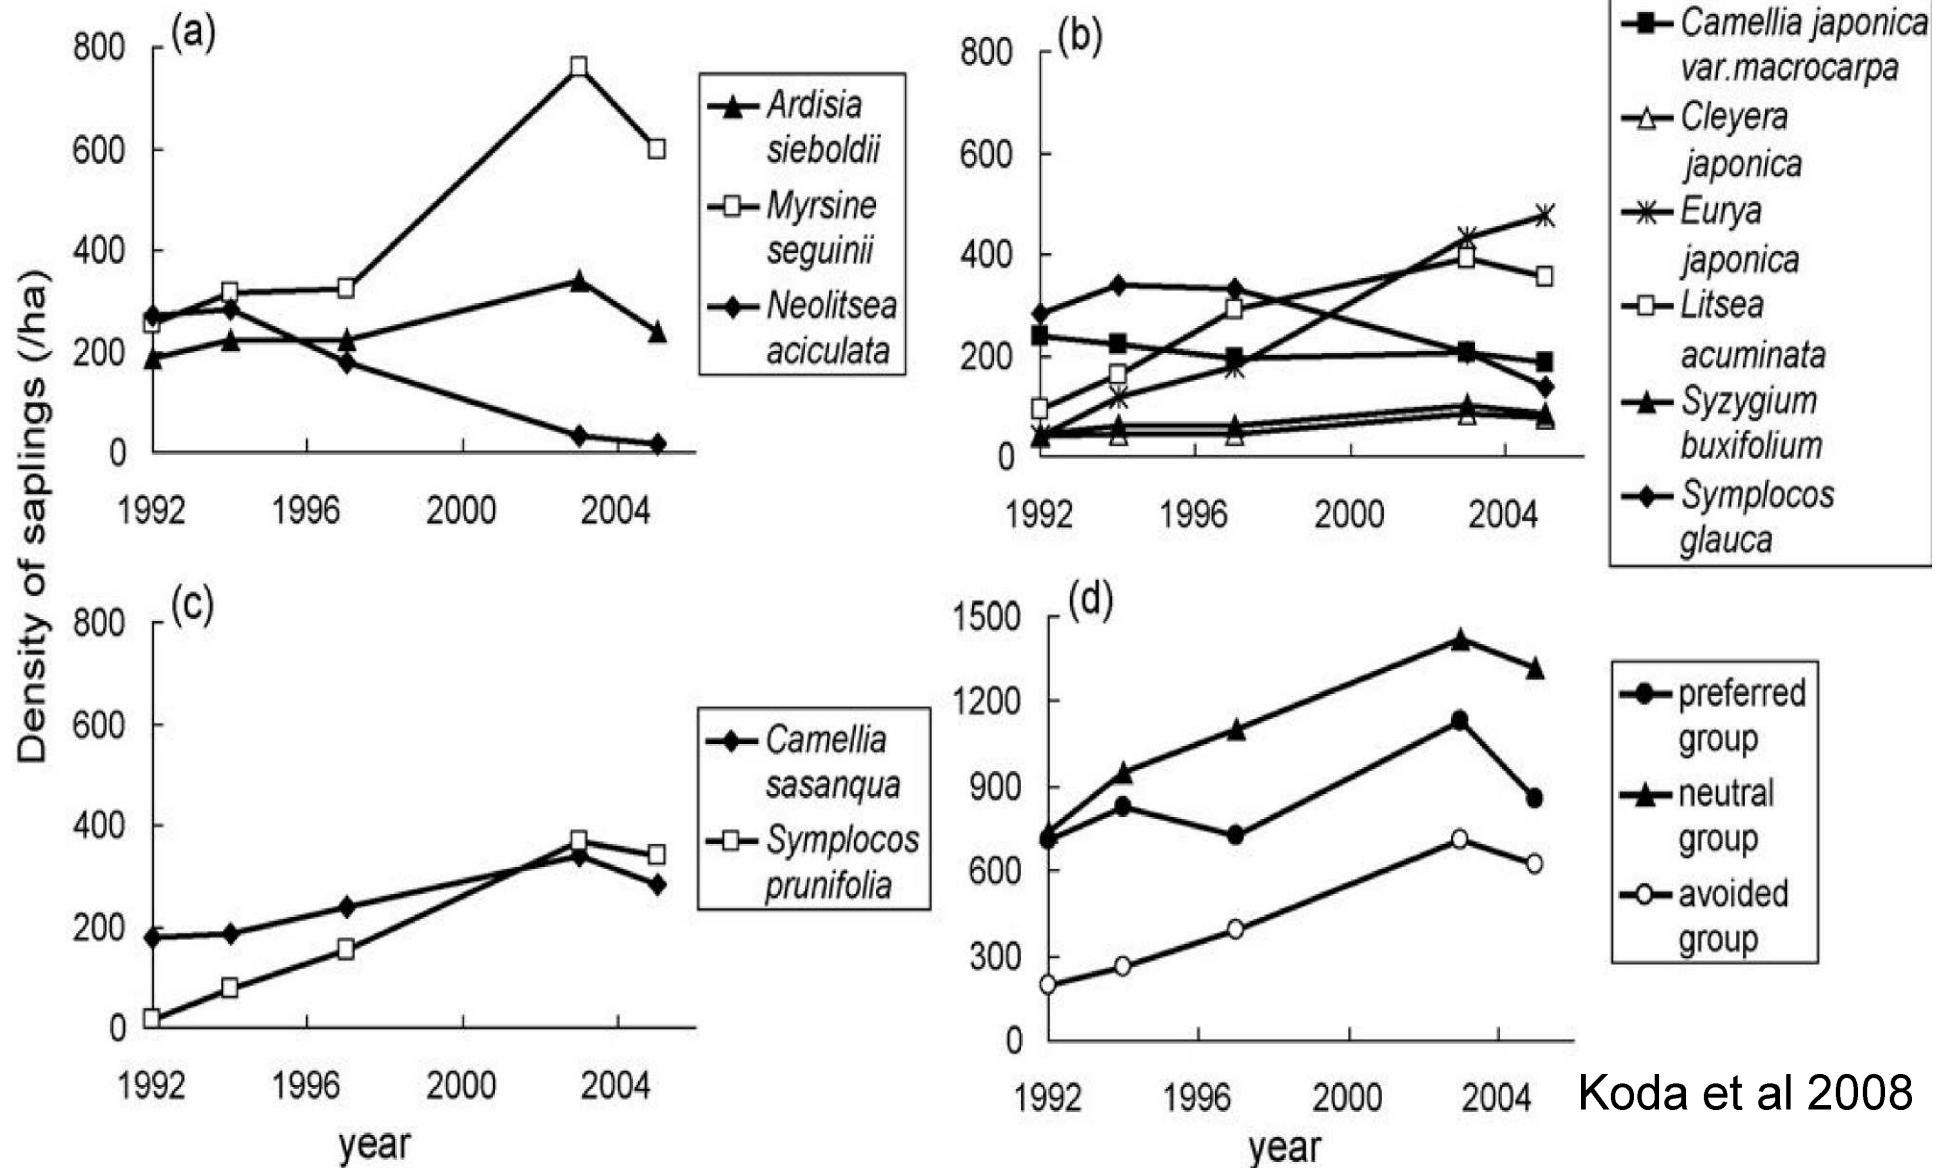 Density of saplings (/ha)
(a)
800
600
400
200
0
1992 1996 2000 2004
Ardisia
sieboldii
Myrsine
seguinii
Neolitsea
aciculata
(b)
800
600
400
200
0
1992 1996 2000 2004
Camellia japonica
var.macrocarpa
Cleyera
japonica
Eurya
japonica
Litsea
acuminata
Syzygium
buxifolium
Symplocos
glauca
(c)
800
600
400
200
0
1992 1996 2000 2004
year
Camellia
sasanqua
Symplocos
prunifolia
(d)
1500
1200
900
600
300
0
1992 1996 2000 2004
year
preferred
group
neutral
group
avoided
group
Koda et al 2008